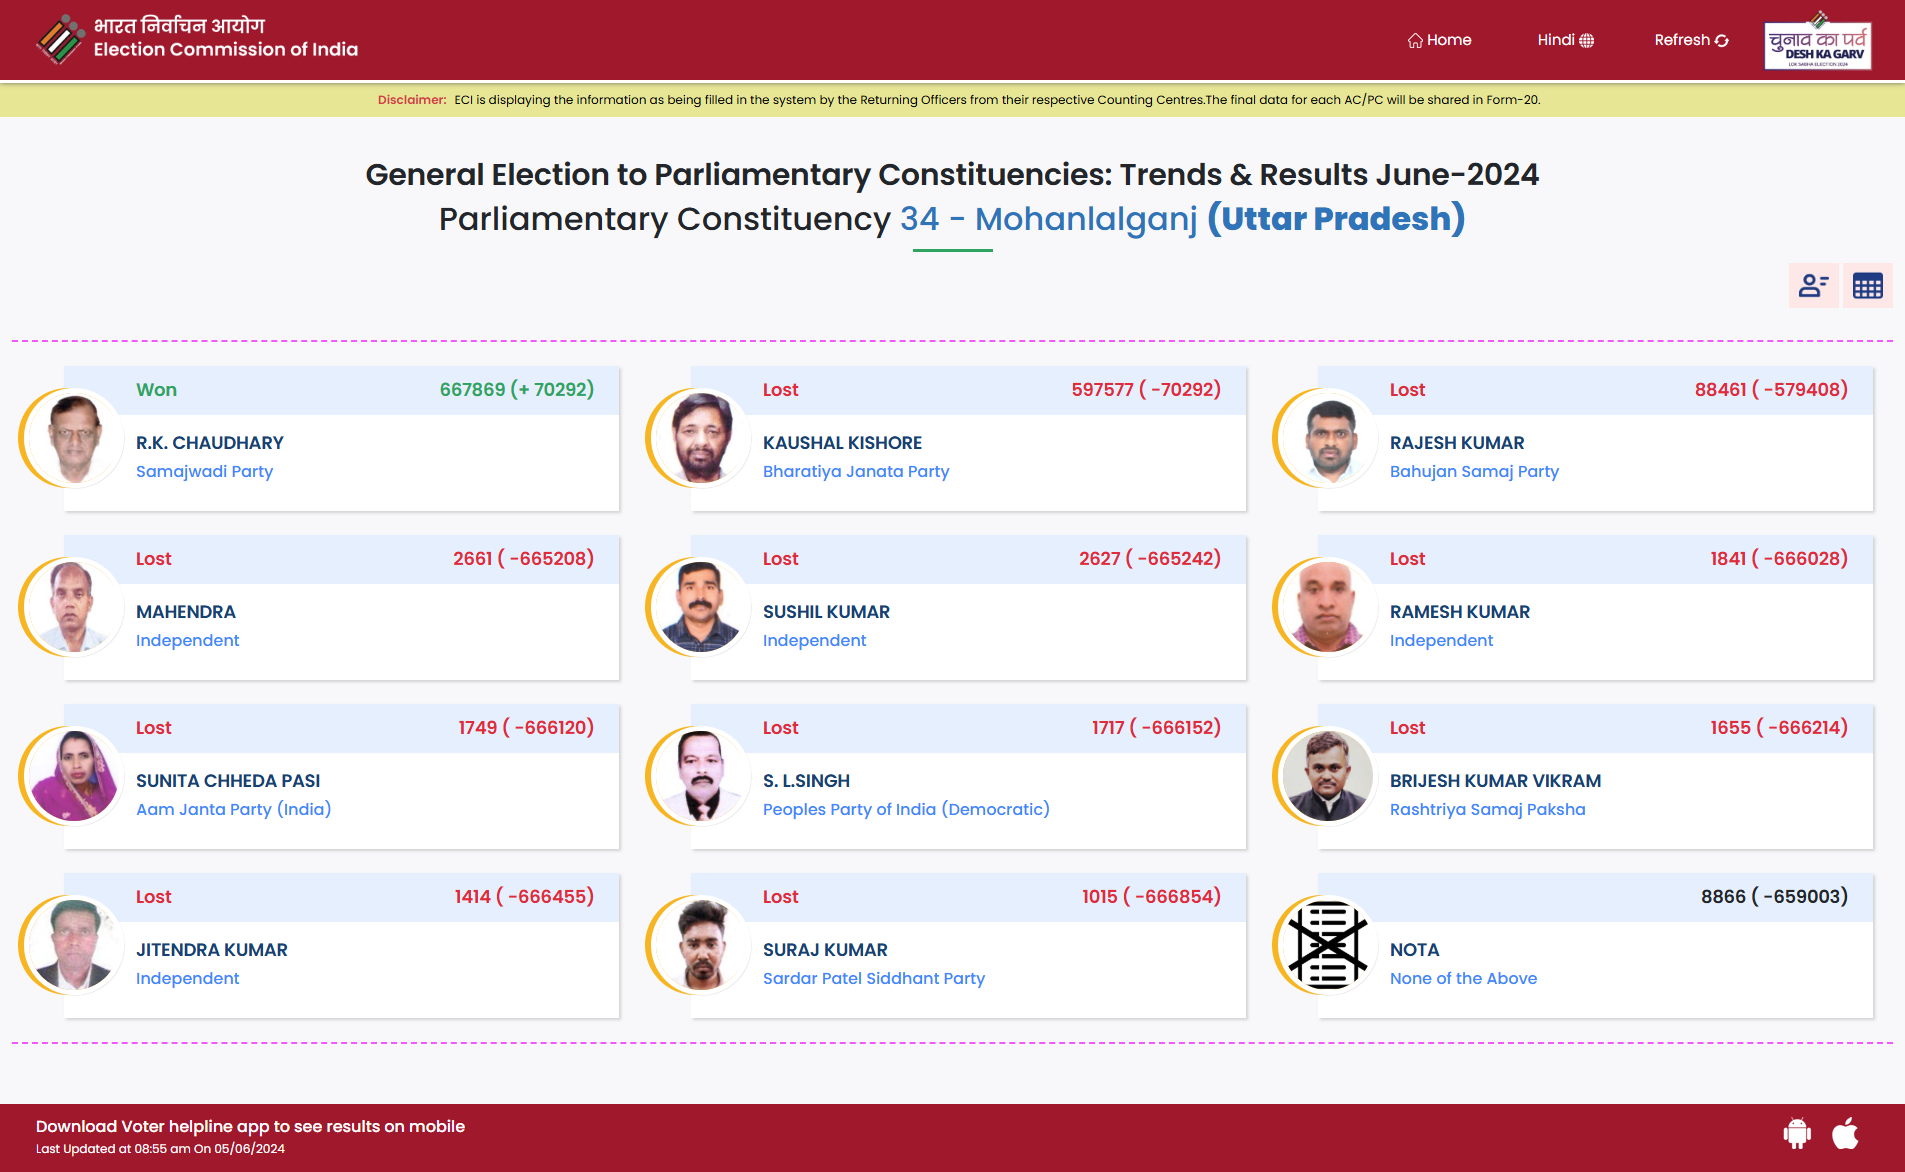 भारत निर्वाचन आयोग
Election Commission of India
Home
Hindi
Refresh
चुनाव का पर्व
DESH KA GARV
LOK SABHA ELECTION 2024
Disclaimer: ECI is displaying the information as being filled in the system by the Returning Officers from their respective Counting Centres.The final data for each AC/PC will be shared in Form-20.
General Election to Parliamentary Constituencies: Trends & Results June-2024
Parliamentary Constituency 34 - Mohanlalganj (Uttar Pradesh)
Won 667869 (+ 70292)
R.K. CHAUDHARY
Samajwadi Party
Lost 597577 ( -70292)
KAUSHAL KISHORE
Bharatiya Janata Party
Lost 88461 ( -579408)
RAJESH KUMAR
Bahujan Samaj Party
Lost 2661 ( -665208)
MAHENDRA
Independent
Lost 2627 ( -665242)
SUSHIL KUMAR
Independent
Lost 1841 ( -666028)
RAMESH KUMAR
Independent
Lost 1749 ( -666120)
SUNITA CHHEDA PASI
Aam Janta Party (India)
Lost 1717 ( -666152)
S. L.SINGH
Peoples Party of India (Democratic)
Lost 1655 ( -666214)
BRIJESH KUMAR VIKRAM
Rashtriya Samaj Paksha
Lost 1414 ( -666455)
JITENDRA KUMAR
Independent
Lost 1015 ( -666854)
SURAJ KUMAR
Sardar Patel Siddhant Party
8866 ( -659003)
NOTA
None of the Above
Download Voter helpline app to see results on mobile
Last Updated at 08:55 am On 05/06/2024